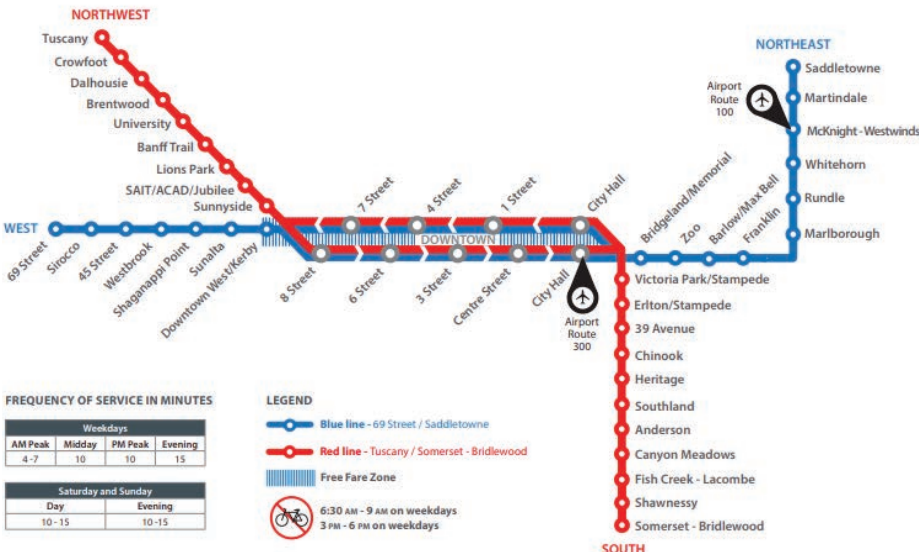 NORTHWEST
Tuscany
Crowfoot
Dalhousie
Brentwood
University
Banff Trail
Lions Park
SAIT/ACAD/Jubilee
Sunnyside
WEST
69 Street
Sirocco
45 Street
Westbrook
Shaganappi Point
Sunalta
Downtown West/Kerby
7 Street
4 Street
1 Street
City Hall
DOWNTOWN
8 Street
6 Street
3 Street
Centre Street
City Hall
Airport
Route
300
Bridgeland/Memorial
Zoo
Barlow/Max Bell
Franklin
NORTHEAST
Saddletowne
Martindale
Airport
Route
100
McKnight - Westwinds
Whitehorn
Rundle
Marlborough
Victoria Park/Stampede
Erlton/Stampede
39 Avenue
Chinook
Heritage
Southland
Anderson
Canyon Meadows
Fish Creek - Lacombe
Shawnessy
Somerset - Bridlewood
SOUTH
FREQUENCY OF SERVICE IN MINUTES
Weekdays
AM Peak Midday PM Peak Evening
4 -7 10 10 15
Saturday and Sunday
Day Evening
10 - 15 10 -15
LEGEND
Blue line - 69 Street / Saddletowne
Red line - Tuscany / Somerset - Bridlewood
Free Fare Zone
6:30 AM - 9 AM on weekdays
3 PM - 6 PM on weekdays